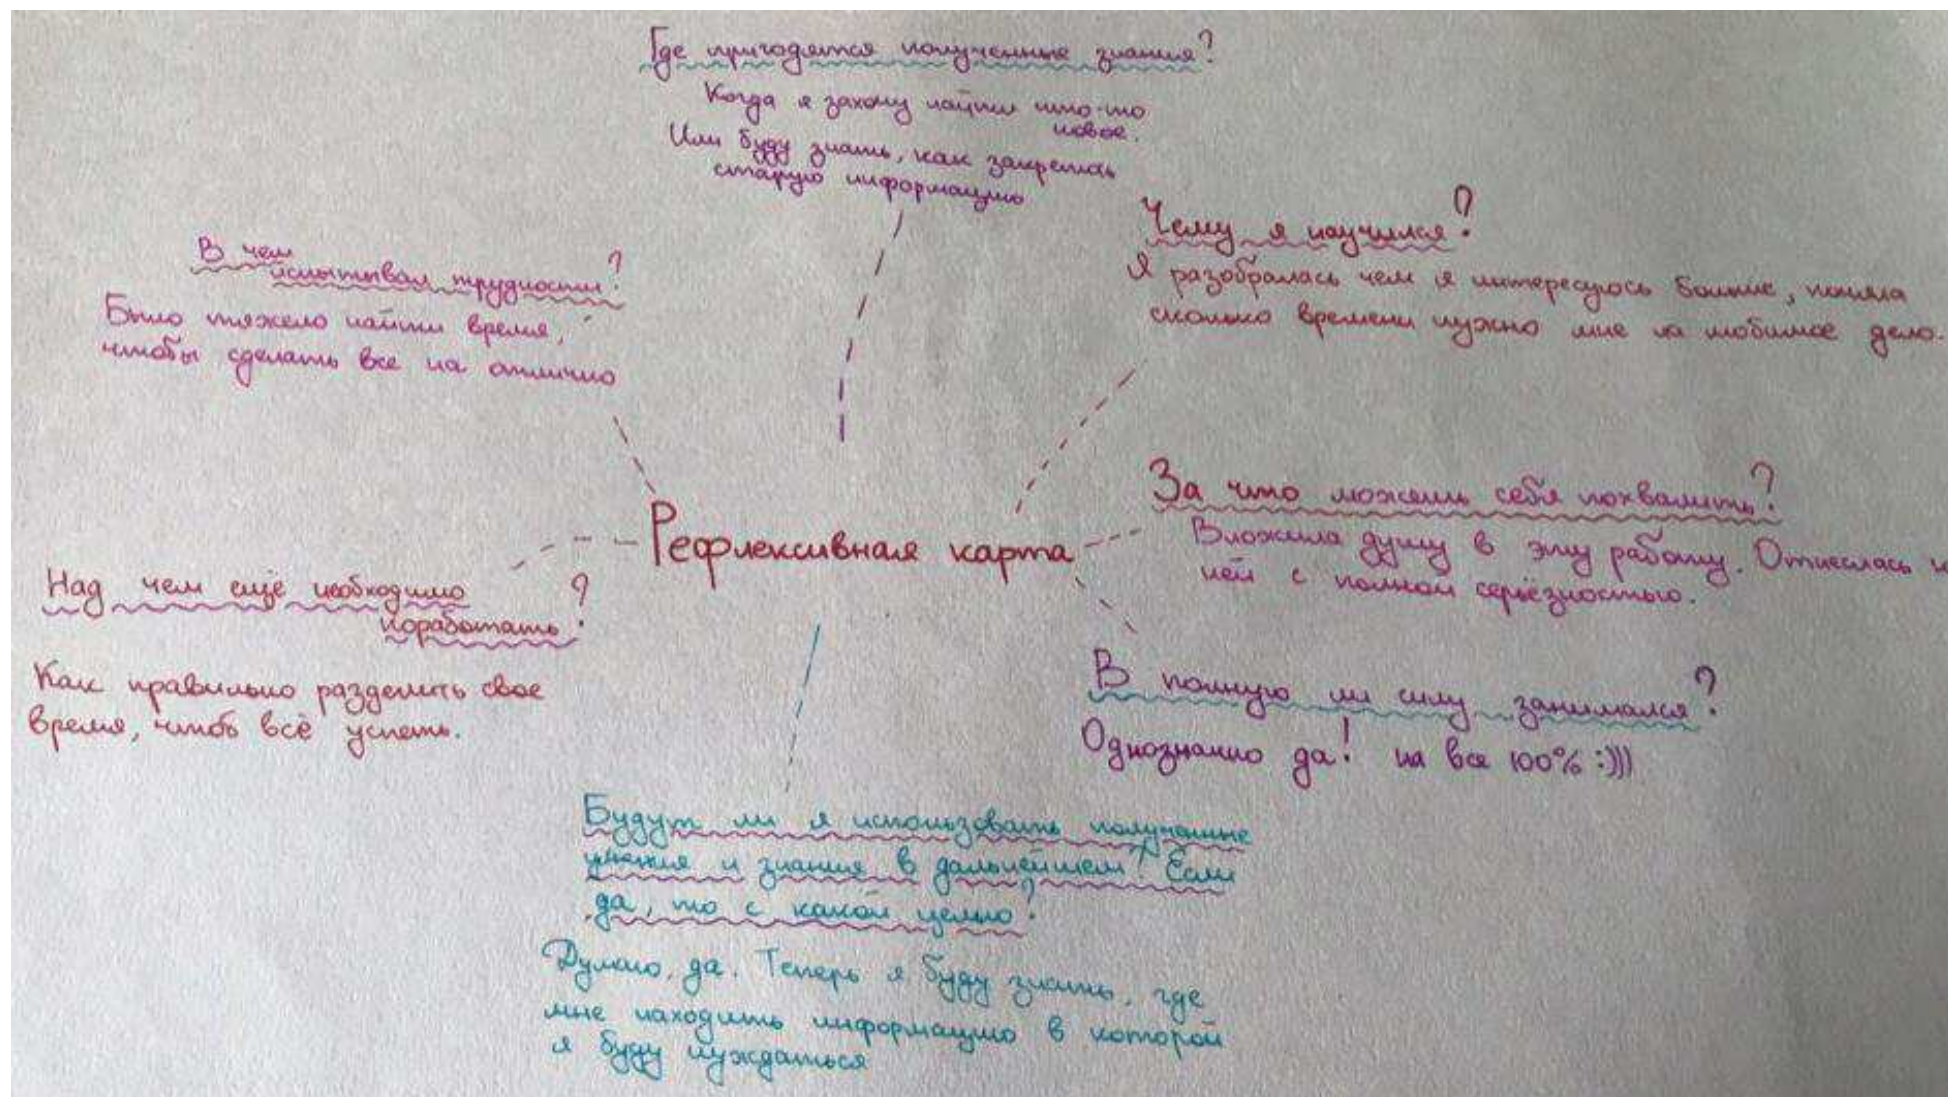 Где пригодятся полученные знания?
Когда я захочу найти что-то
новое.
Или буду знать, как закрепить
старую информацию
Чему я научился?
Я разобралась чем я интересуюсь больше, поняла
сколько времени нужно мне на любимое дело.
В чем
испытывал трудности?
Было тяжело найти время,
чтобы сделать все на отлично
За что можешь себя похвалить?
Вложила душу в эту работу. Отнеслась к
ней с полной серьёзностью.
Рефлексивная карта
Над чем ещё необходимо
поработать?
Как правильно разделить свое
время, чтоб всё успеть.
В полную ли силу занимался?
Однозначно да! на все 100% :)))
Будут ли я использовать полученные
умения и знания в дальнейшем? Если
да, то с какой целью?
Думаю, да. Теперь я буду знать, где
мне находить информацию в которой
я буду нуждаться